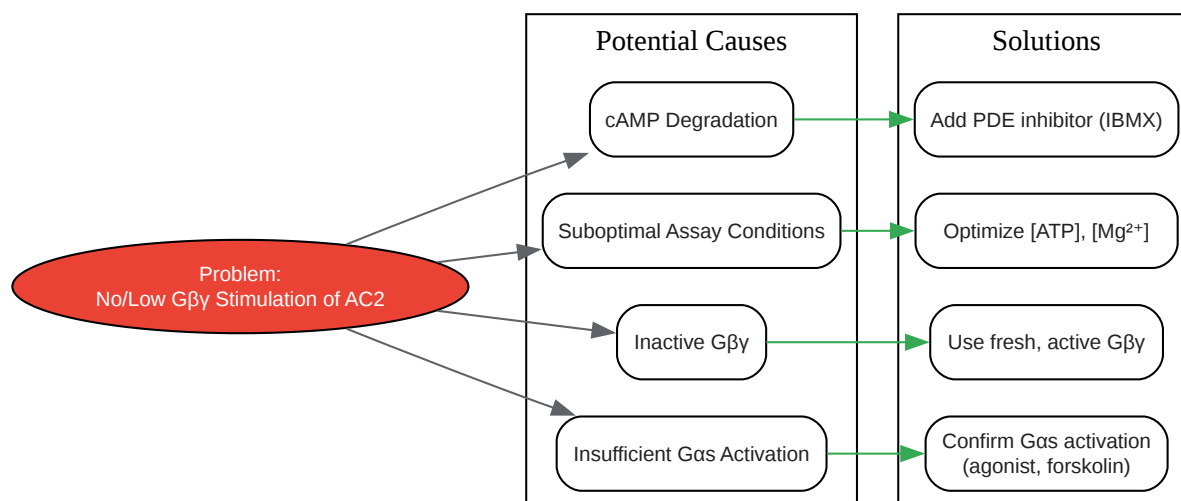 Potential Causes
Solutions
cAMP Degradation
Add PDE inhibitor (IBMX)
Suboptimal Assay Conditions
Optimize [ATP], [Mg²⁺]
Problem:
No/Low Gβγ Stimulation of AC2
Inactive Gβγ
Use fresh, active Gβγ
Insufficient Gαs Activation
Confirm Gαs activation
(agonist, forskolin)